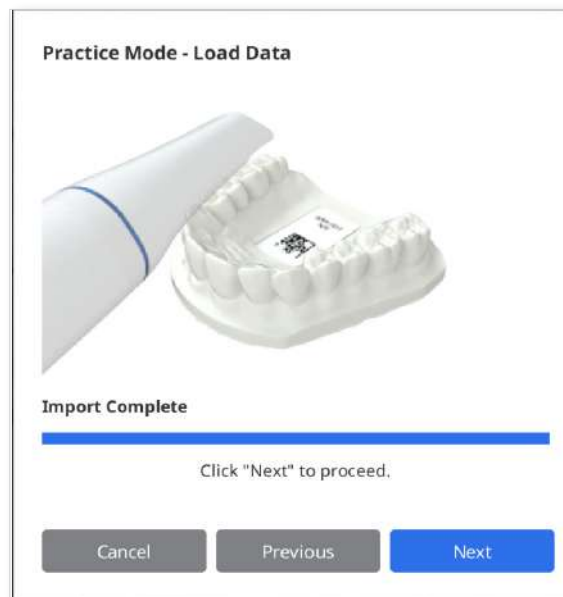 Practice Mode - Load Data
Import Complete
Click "Next" to proceed.
Cancel
Previous
Next